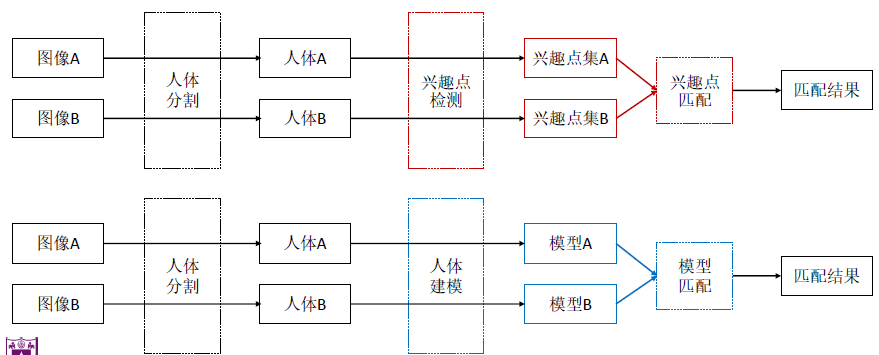 图像A
人体
分割
人体A
兴趣点
检测
兴趣点集A
兴趣点
匹配
匹配结果
图像B
人体B
兴趣点集B
图像A
人体
分割
人体A
人体
建模
模型A
模型
匹配
匹配结果
图像B
人体B
模型B